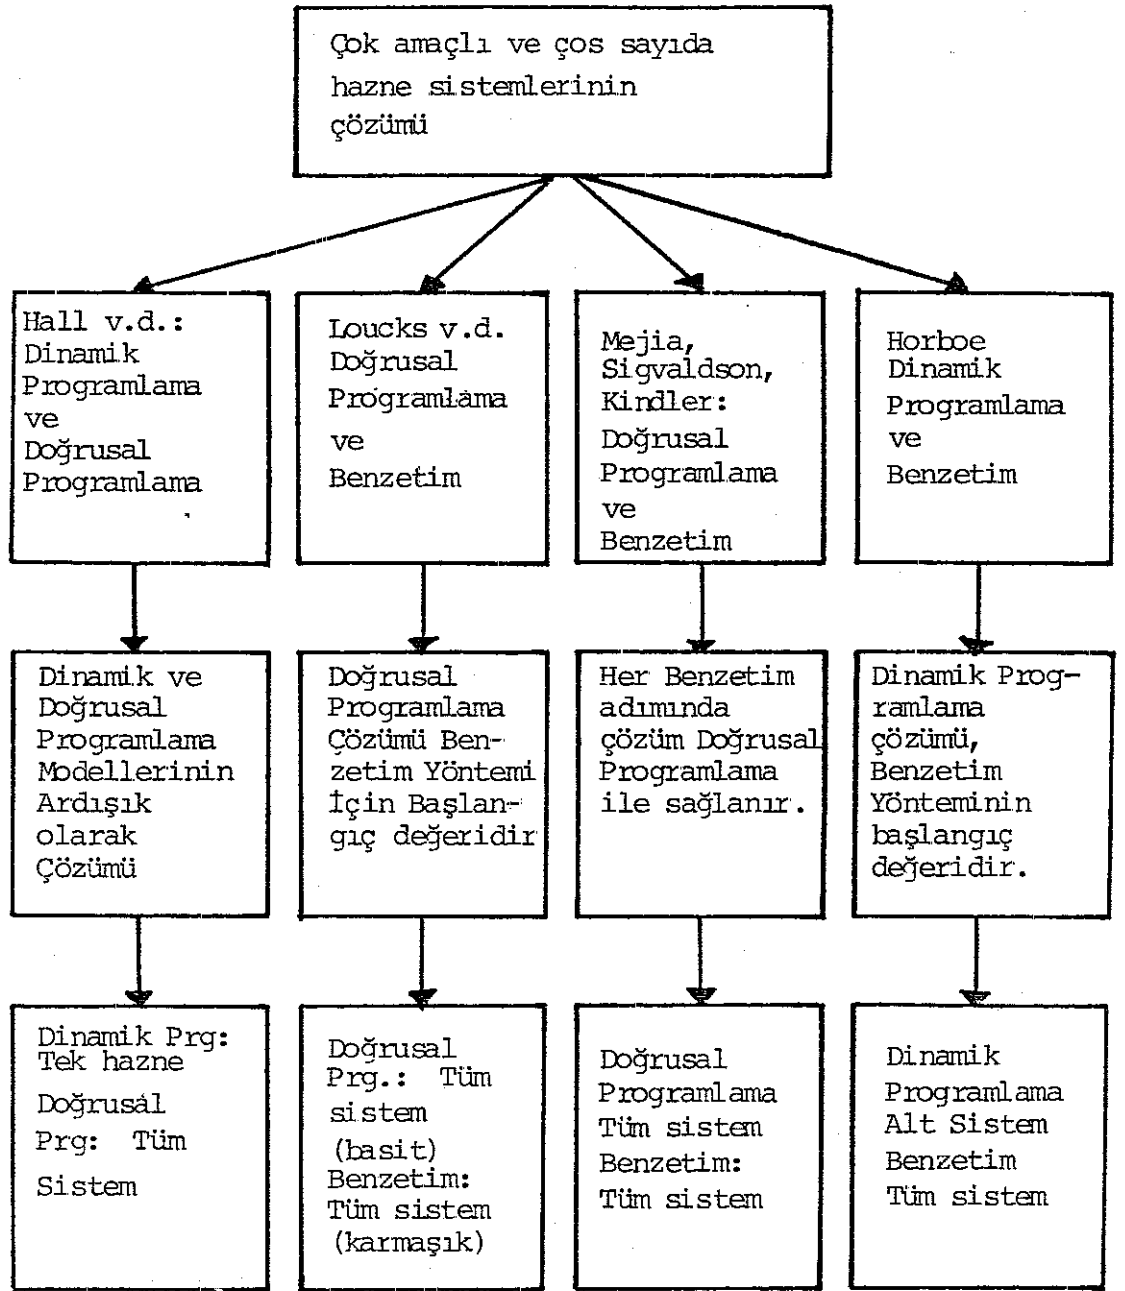 Çok amaçlı ve ços sayıda
hazne sistemlerinin
çözümü
Hall v.d.:
Dinamik
Programlama
ve
Doğrusal
Programlama
Loucks v.d.
Doğrusal
Programlama
ve
Benzetim
Mejia,
Sigvaldson,
Kindler:
Doğrusal
Programlama
ve
Benzetim
Horboe
Dinamik
Programlama
ve
Benzetim
Dinamik ve
Doğrusal
Programlama
Modellerinin
Ardışık
olarak
Çözümü
Doğrusal
Programlama
Çözümü Ben-
zetim Yöntemi
İçin Başlan-
gıç değeridir
Her Benzetim
adımında
çözüm Doğrusal
Programlama
ile sağlanır.
Dinamik Prog-
ramlama
çözümü,
Benzetim
Yönteminin
başlangıç
değeridir.
Dinamik Prg:
Tek hazne
Doğrusal
Prg: Tüm
Sistem
Doğrusal
Prg.: Tüm
sistem
(basit)
Benzetim:
Tüm sistem
(karmaşık)
Doğrusal
Programlama
Tüm sistem
Benzetim:
Tüm sistem
Dinamik
Programlama
Alt Sistem
Benzetim
Tüm sistem